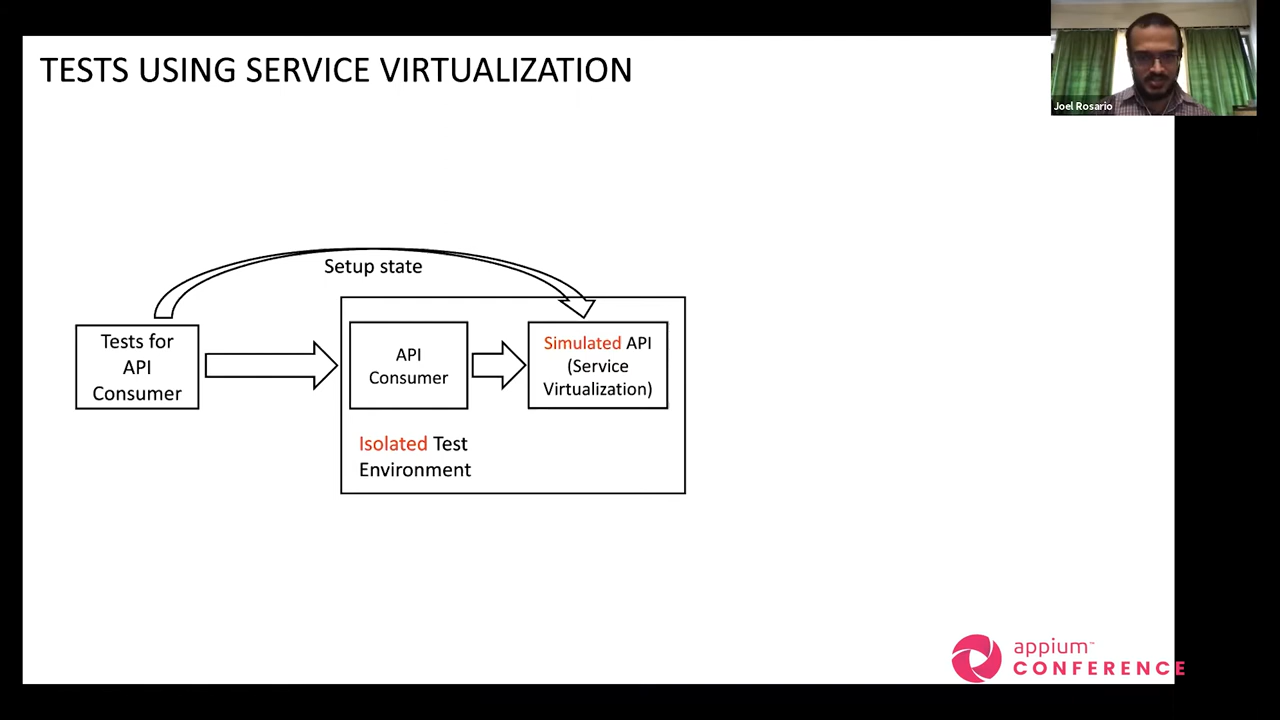 TESTS USING SERVICE VIRTUALIZATION
Joel Rosario
Setup state
Tests for
API
Consumer
API
Consumer
Simulated API
(Service
Virtualization)
Isolated Test
Environment
appium™
CONFERENCE